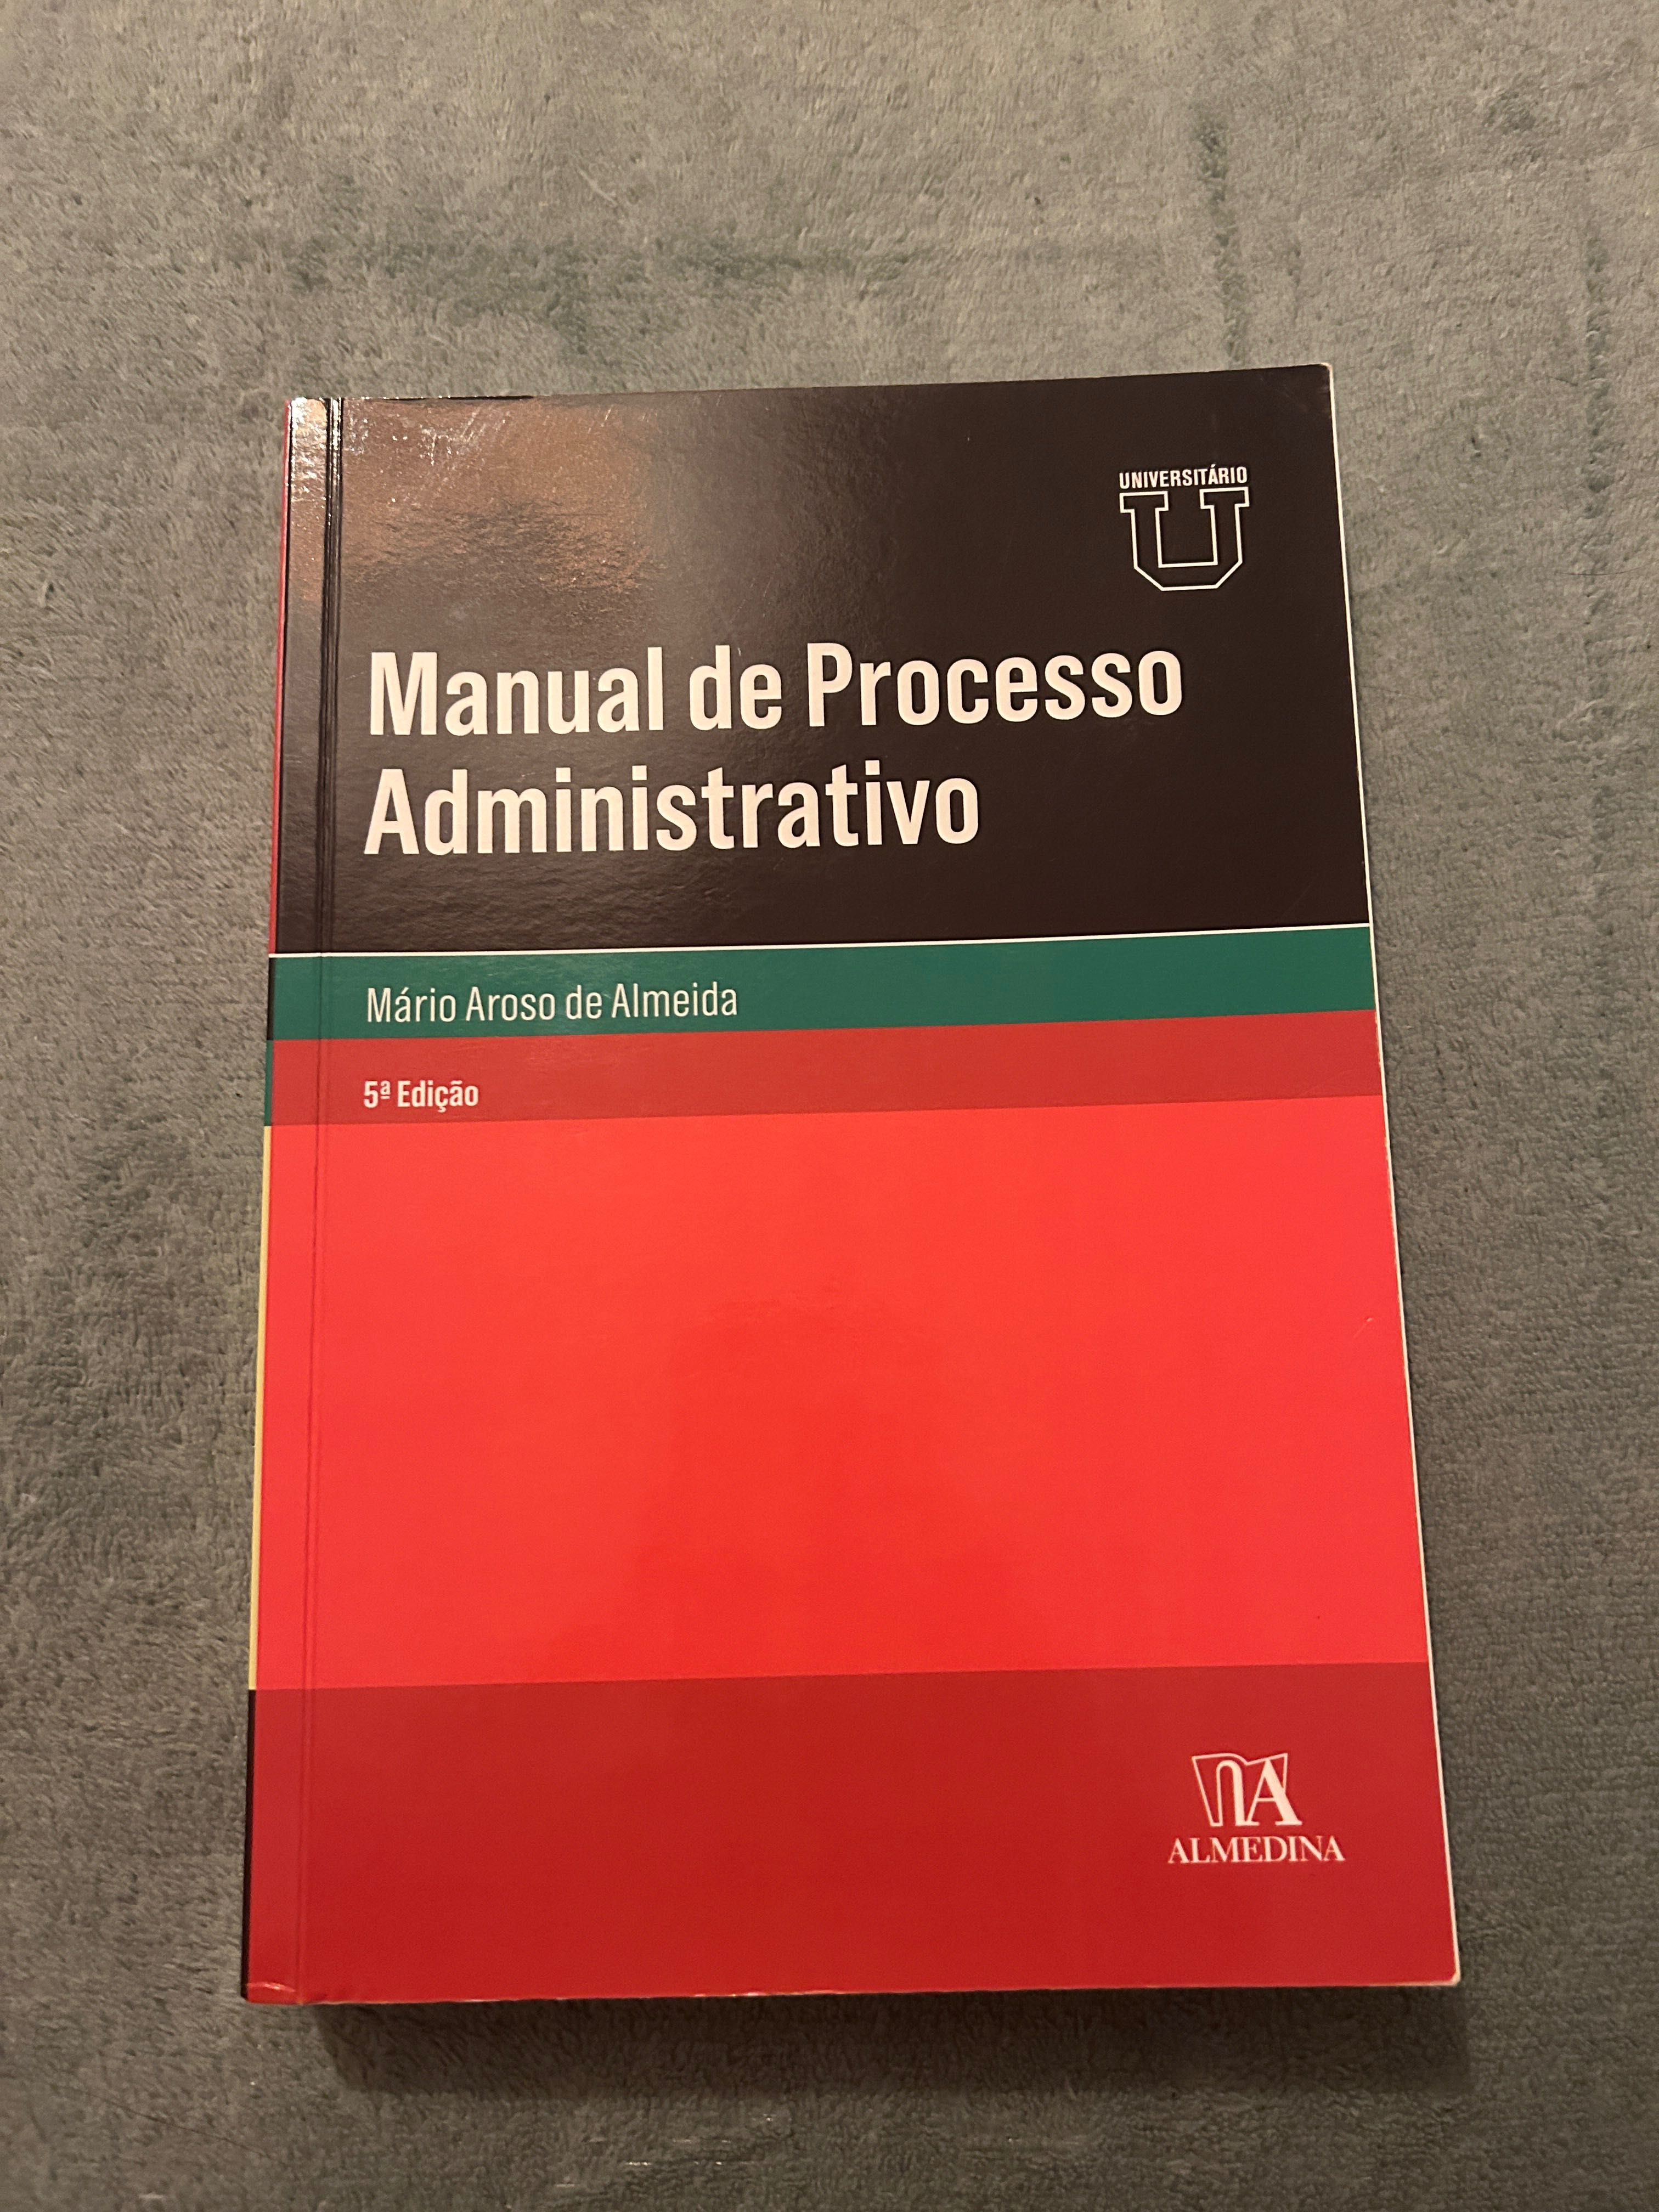 UNIVERSITÁRIO
U
Manual de Processo
Administrativo
Mário Aroso de Almeida
5ª Edição
ALMEDINA